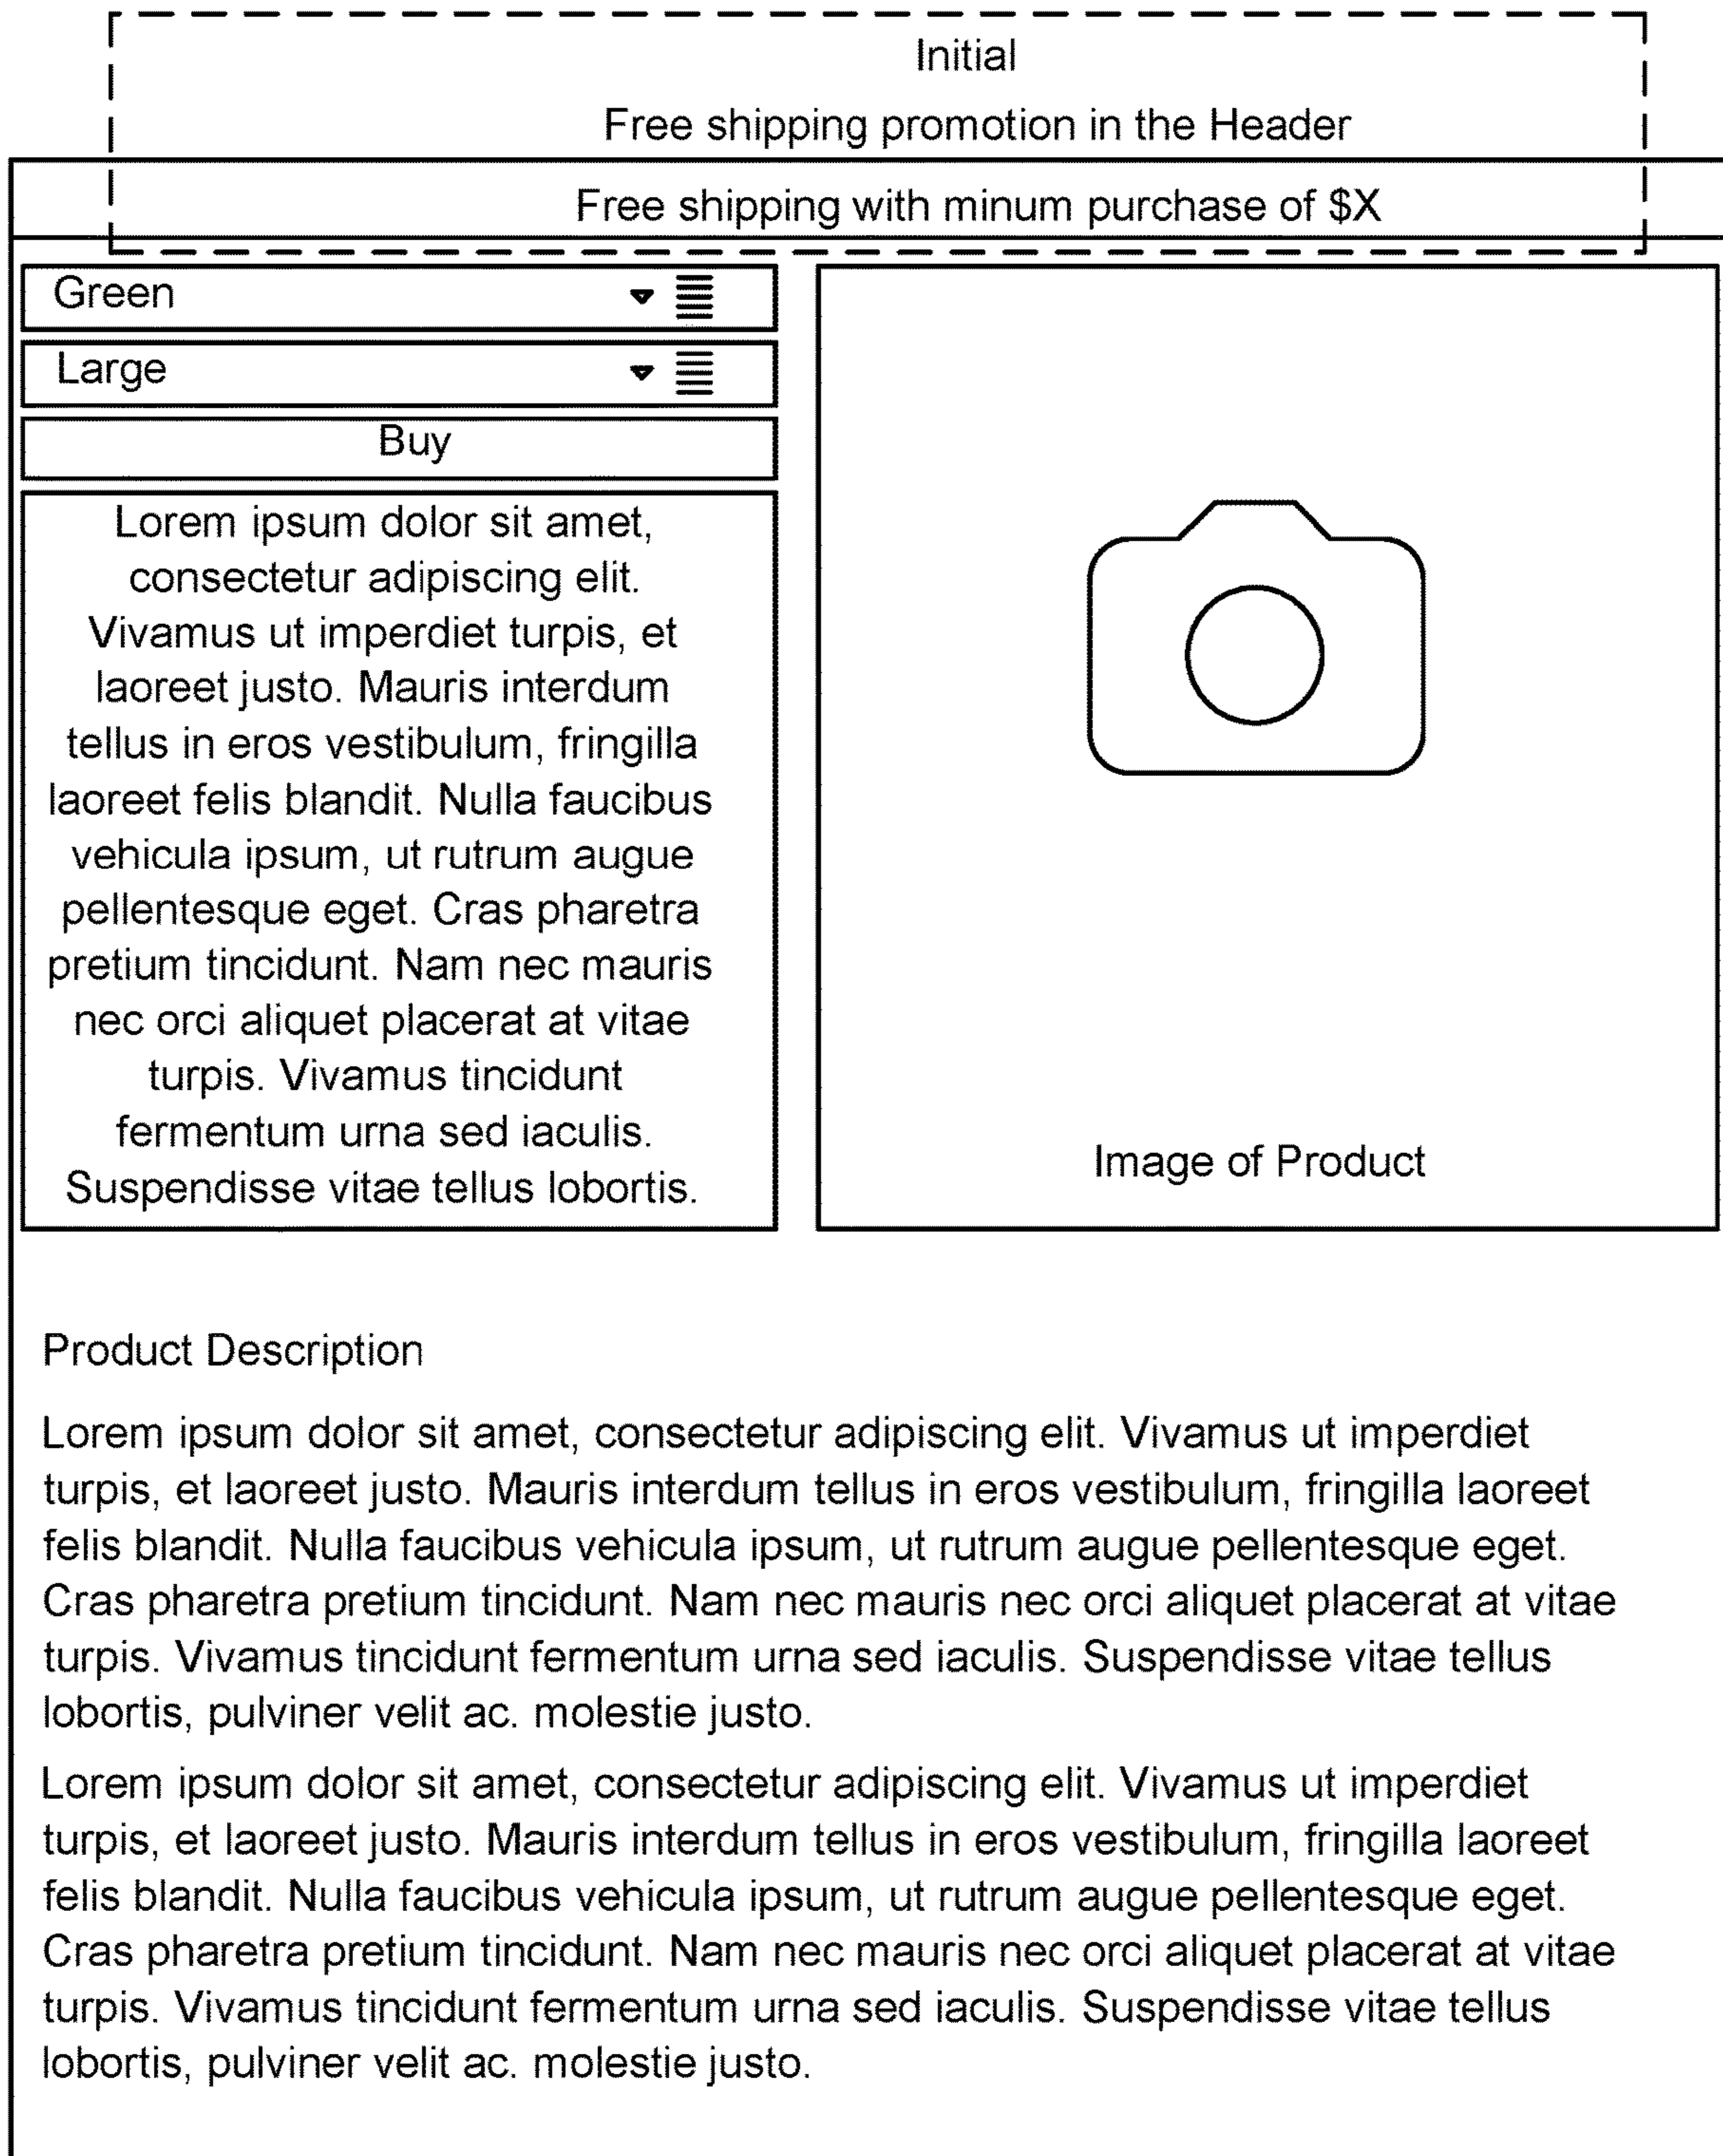 Initial
Free shipping promotion in the Header
Free shipping with minum purchase of $X
Green
Large
Buy
Lorem ipsum dolor sit amet,
consectetur adipiscing elit.
Vivamus ut imperdiet turpis, et
laoreet justo. Mauris interdum
tellus in eros vestibulum, fringilla
laoreet felis blandit. Nulla faucibus
vehicula ipsum, ut rutrum augue
pellentesque eget. Cras pharetra
pretium tincidunt. Nam nec mauris
nec orci aliquet placerat at vitae
turpis. Vivamus tincidunt
fermentum urna sed iaculis.
Suspendisse vitae tellus lobortis.
Image of Product
Product Description
Lorem ipsum dolor sit amet, consectetur adipiscing elit. Vivamus ut imperdiet
turpis, et laoreet justo. Mauris interdum tellus in eros vestibulum, fringilla laoreet
felis blandit. Nulla faucibus vehicula ipsum, ut rutrum augue pellentesque eget.
Cras pharetra pretium tincidunt. Nam nec mauris nec orci aliquet placerat at vitae
turpis. Vivamus tincidunt fermentum urna sed iaculis. Suspendisse vitae tellus
lobortis, pulviner velit ac. molestie justo.
Lorem ipsum dolor sit amet, consectetur adipiscing elit. Vivamus ut imperdiet
turpis, et laoreet justo. Mauris interdum tellus in eros vestibulum, fringilla laoreet
felis blandit. Nulla faucibus vehicula ipsum, ut rutrum augue pellentesque eget.
Cras pharetra pretium tincidunt. Nam nec mauris nec orci aliquet placerat at vitae
turpis. Vivamus tincidunt fermentum urna sed iaculis. Suspendisse vitae tellus
lobortis, pulviner velit ac. molestie justo.